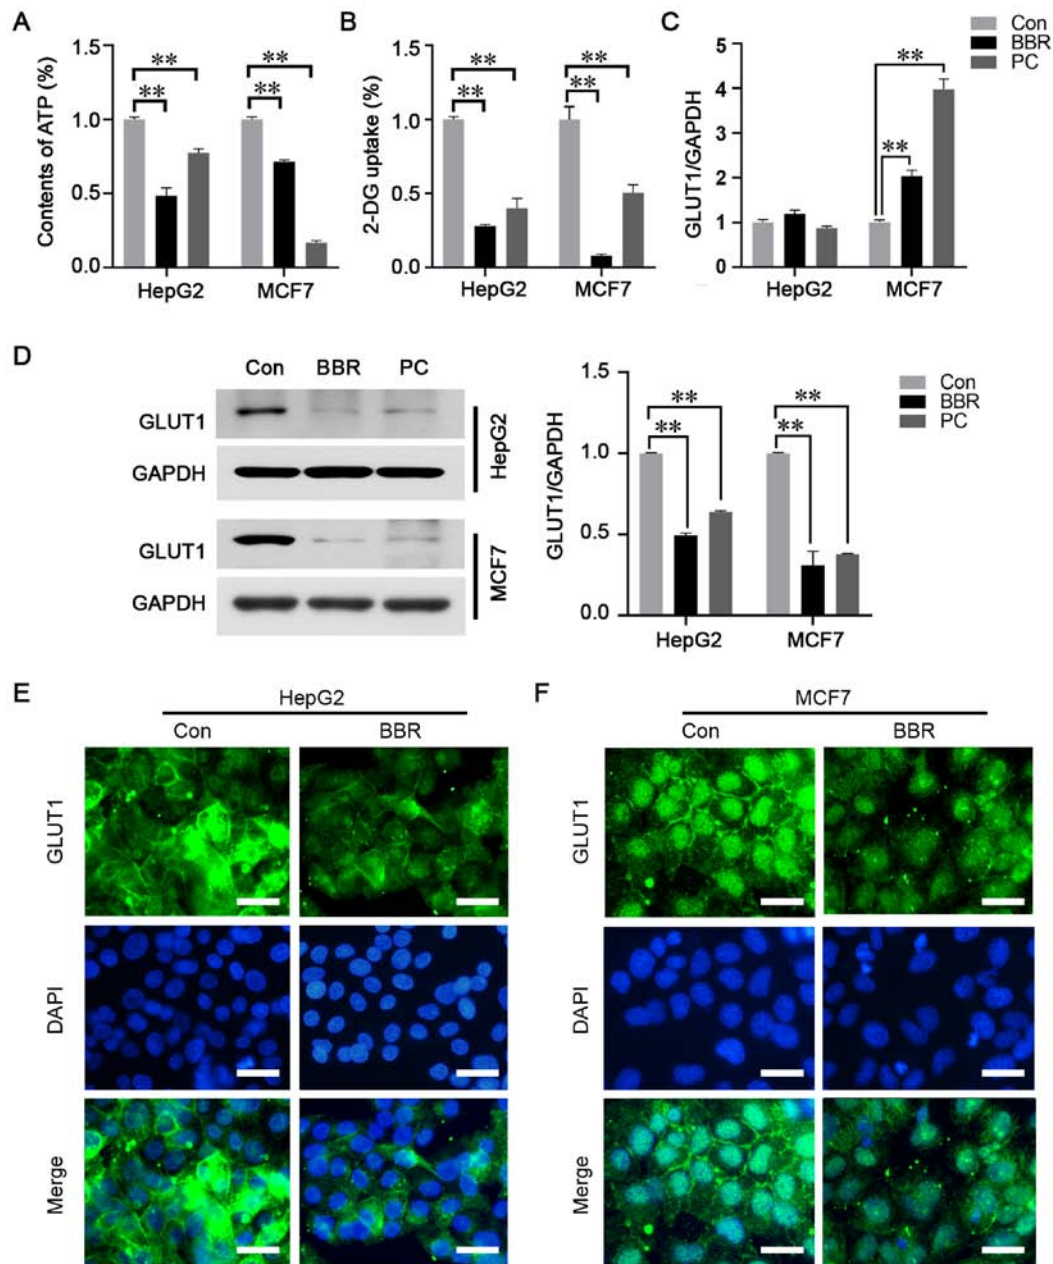 A
Contents of ATP (%)
1.5
1.0
0.5
0.0
**
**
**
**
HepG2
MCF7
B
2-DG uptake (%)
1.5
1.0
0.5
0.0
**
**
**
**
HepG2
MCF7
C
GLUT1/GAPDH
5
4
3
2
1
0
**
**
HepG2
MCF7
Con
BBR
PC
D
Con BBR PC
GLUT1
GAPDH
HepG2
GLUT1
GAPDH
MCF7
GLUT1/GAPDH
1.5
1.0
0.5
0.0
**
**
**
**
HepG2
MCF7
Con
BBR
PC
E
HepG2
Con BBR
GLUT1
DAPI
Merge
F
MCF7
Con BBR
GLUT1
DAPI
Merge